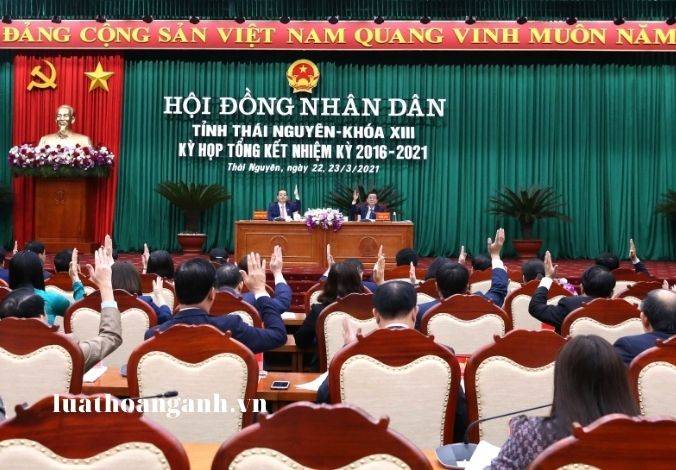 ĐẢNG CỘNG SẢN VIỆT NAM QUANG VINH MUÔN NĂM
HỘI ĐỒNG NHÂN DÂN
TỈNH THÁI NGUYÊN-KHÓA XIII
KỲ HỌP TỔNG KẾT NHIỆM KỲ 2016-2021
Thái Nguyên, ngày 22, 23/3/2021
luathoanganh.vn